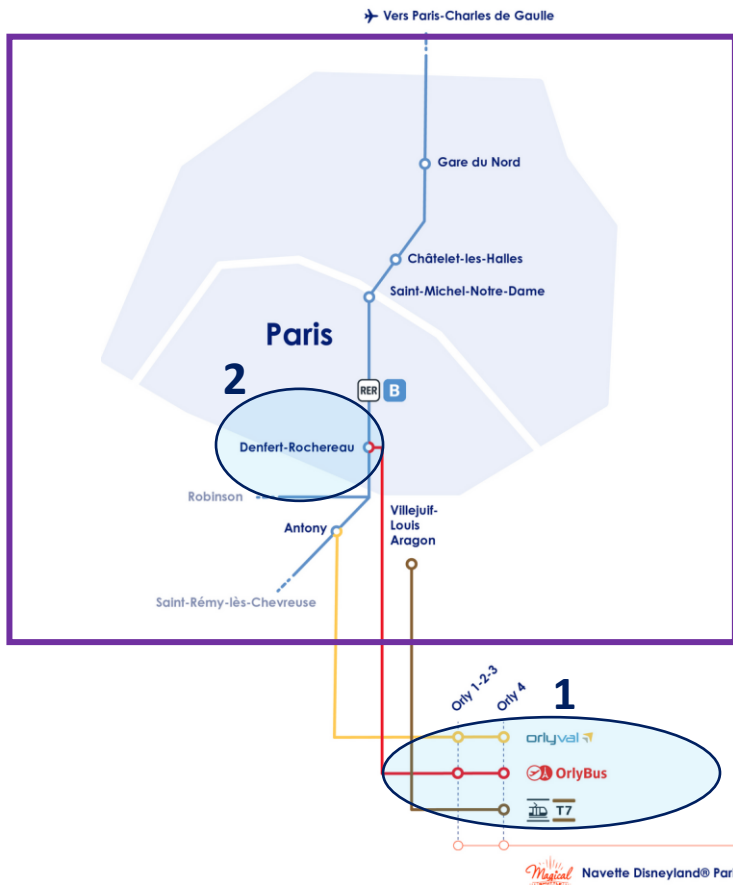 Vers Paris-Charles de Gaulle
Gare du Nord
Châtelet-les-Halles
Saint-Michel-Notre-Dame
Paris
RER B
2
Denfert-Rochereau
Robinson
Villejuif-
Louis
Aragon
Antony
Saint-Rémy-lès-Chevreuse
Orly 1-2-3
Orly 4
1
orlyval
OrlyBus
T7
Magical
Navette Disneyland® Pari